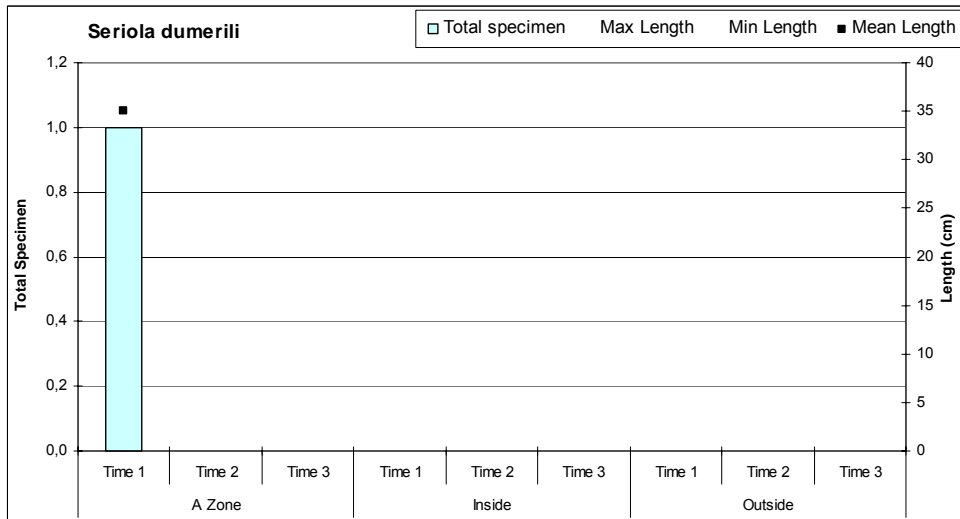 Seriola dumerili
Total specimen Max Length Min Length Mean Length
1,2
1,0
0,8
0,6
0,4
0,2
0,0
Total Specimen
40
35
30
25
20
15
10
5
0
Length (cm)
Time 1 Time 2 Time 3 Time 1 Time 2 Time 3 Time 1 Time 2 Time 3
A Zone Inside Outside